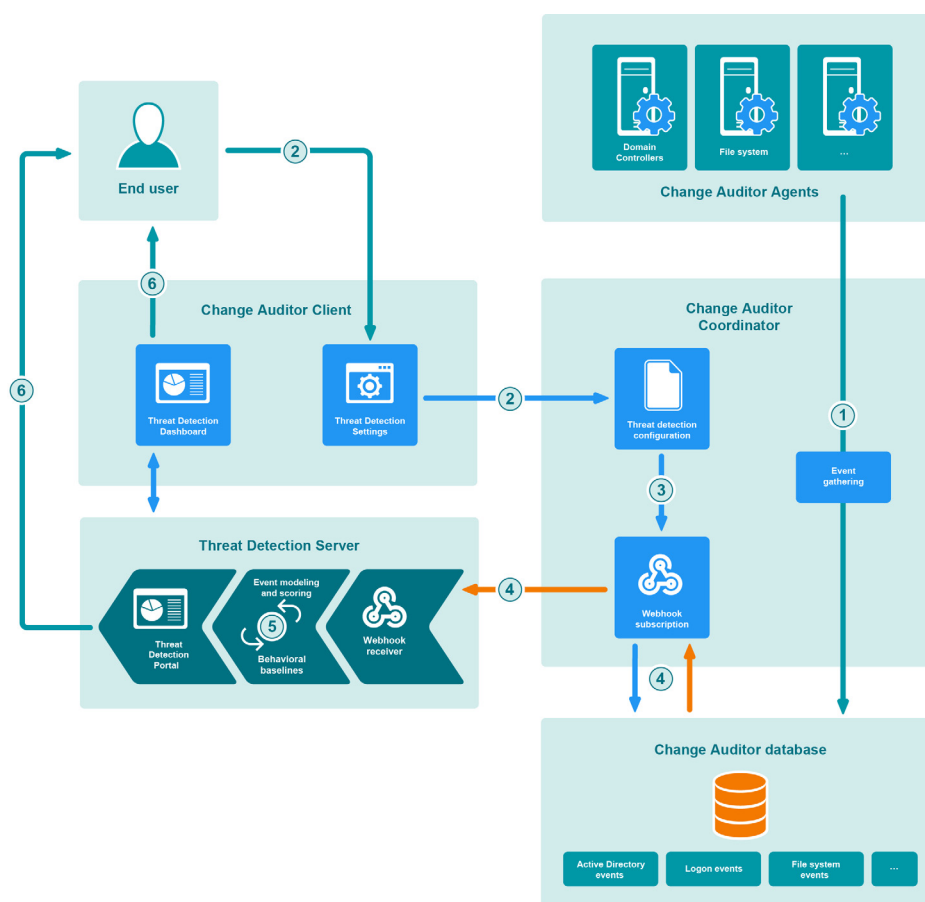 Domain
Controllers
File system
...
Change Auditor Agents
End user
2
6
Change Auditor Client
Threat Detection
Dashboard
Threat Detection
Settings
2
Change Auditor
Coordinator
Threat detection
configuration
1
Event
gathering
3
Webhook
subscription
6
Threat Detection Server
Threat
Detection
Portal
Event modeling
and scoring
5
Behavioral
baselines
Webhook
receiver
4
4
Change Auditor database
Active Directory
events
Logon events
File system
events
...